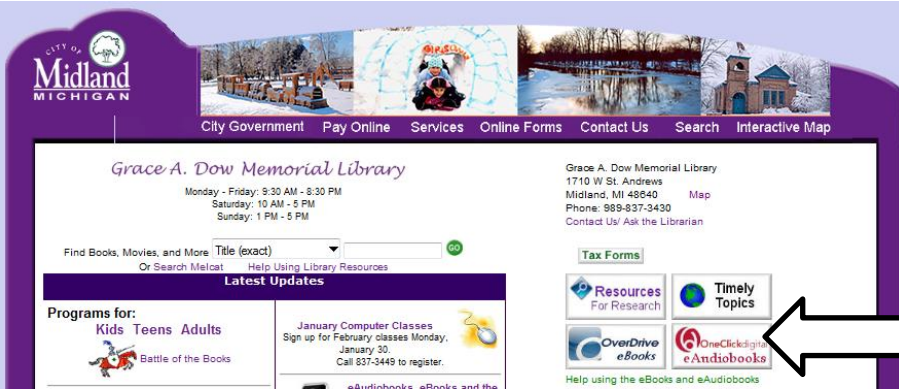 CITY OF
Midland
MICHIGAN
City Government Pay Online Services Online Forms Contact Us Search Interactive Map
Grace A. Dow Memorial Library
Monday - Friday: 9:30 AM - 8:30 PM
Saturday: 10 AM - 5 PM
Sunday: 1 PM - 5 PM
Find Books, Movies, and More Title (exact) GO
Or Search Melcat Help Using Library Resources
Latest Updates
Programs for:
Kids Teens Adults
Battle of the Books
January Computer Classes
Sign up for February classes Monday,
January 30.
Call 837-3449 to register.
eAudiobooks, eBooks and the
Grace A. Dow Memorial Library
1710 W St. Andrews
Midland, MI 48640 Map
Phone: 989-837-3430
Contact Us/ Ask the Librarian
Tax Forms
Resources
For Research
Timely
Topics
OverDrive
eBooks
OneClickdigital
eAudiobooks
Help using the eBooks and eAudiobooks